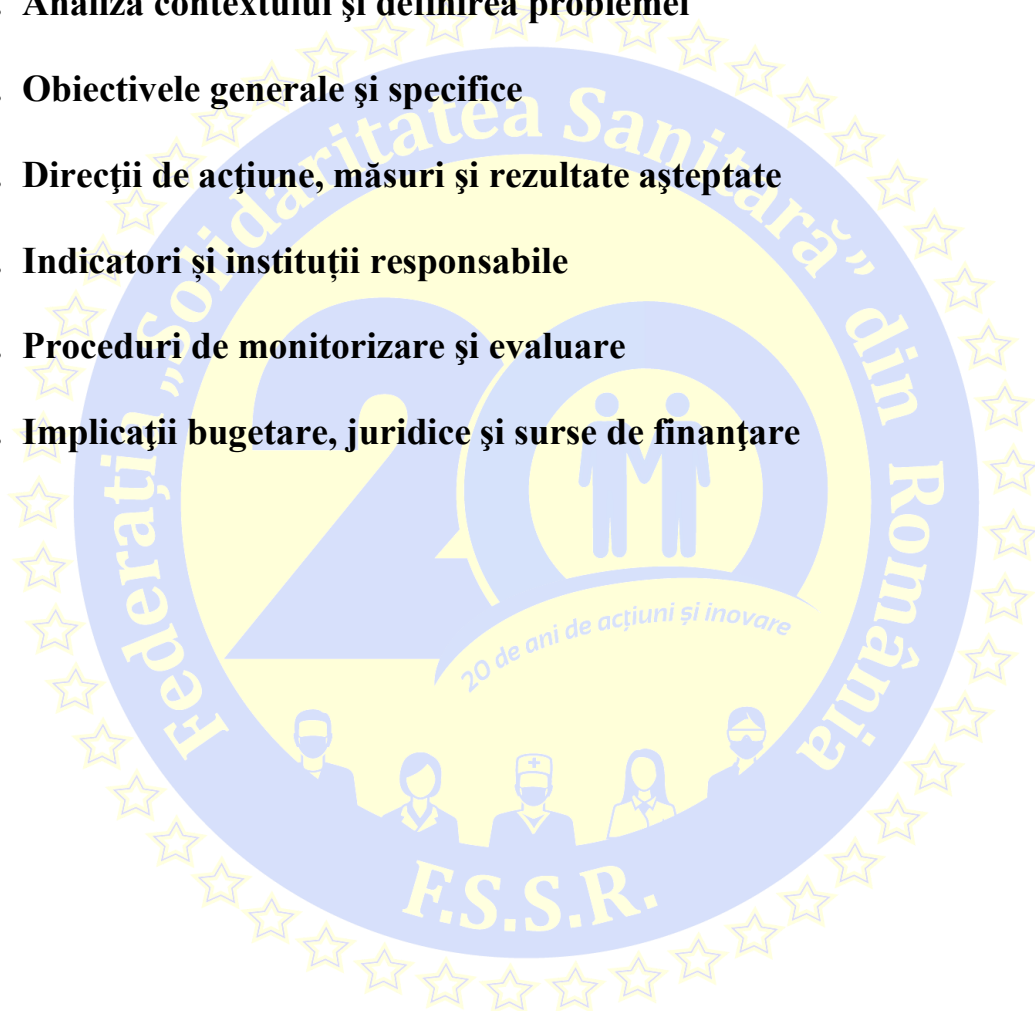 . Analiza contextului şi definirea problemei
. Obiectivele generale şi specifice
. Direcţii de acţiune, măsuri şi rezultate aşteptate
. Indicatori și instituții responsabile
. Proceduri de monitorizare şi evaluare
. Implicaţii bugetare, juridice şi surse de finanţare
Federația „Solidaritatea Sanitară” din România
20
20 de ani de acțiuni și inovare
F.S.S.R.